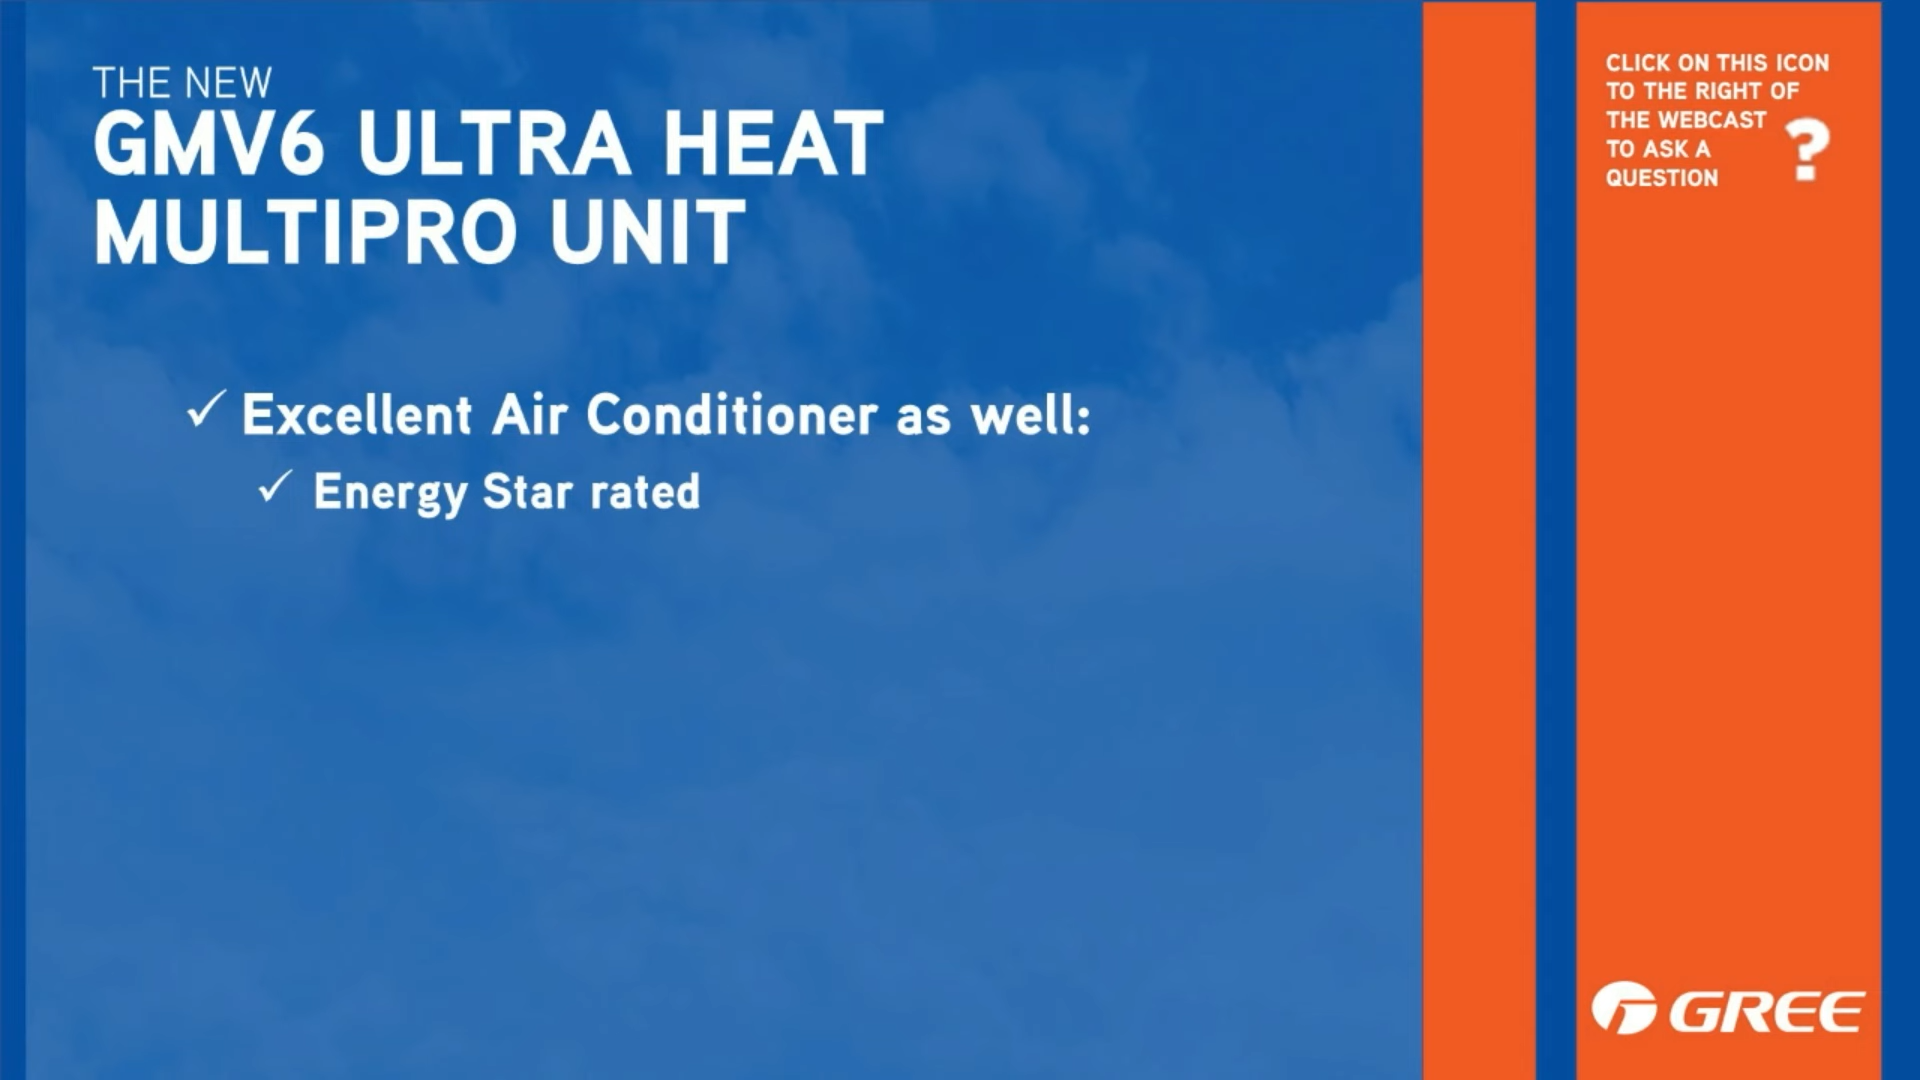 THE NEW
GMV6 ULTRA HEAT
MULTIPRO UNIT
✓ Excellent Air Conditioner as well:
✓ Energy Star rated
CLICK ON THIS ICON
TO THE RIGHT OF
THE WEBCAST
TO ASK A
QUESTION
?
GREE